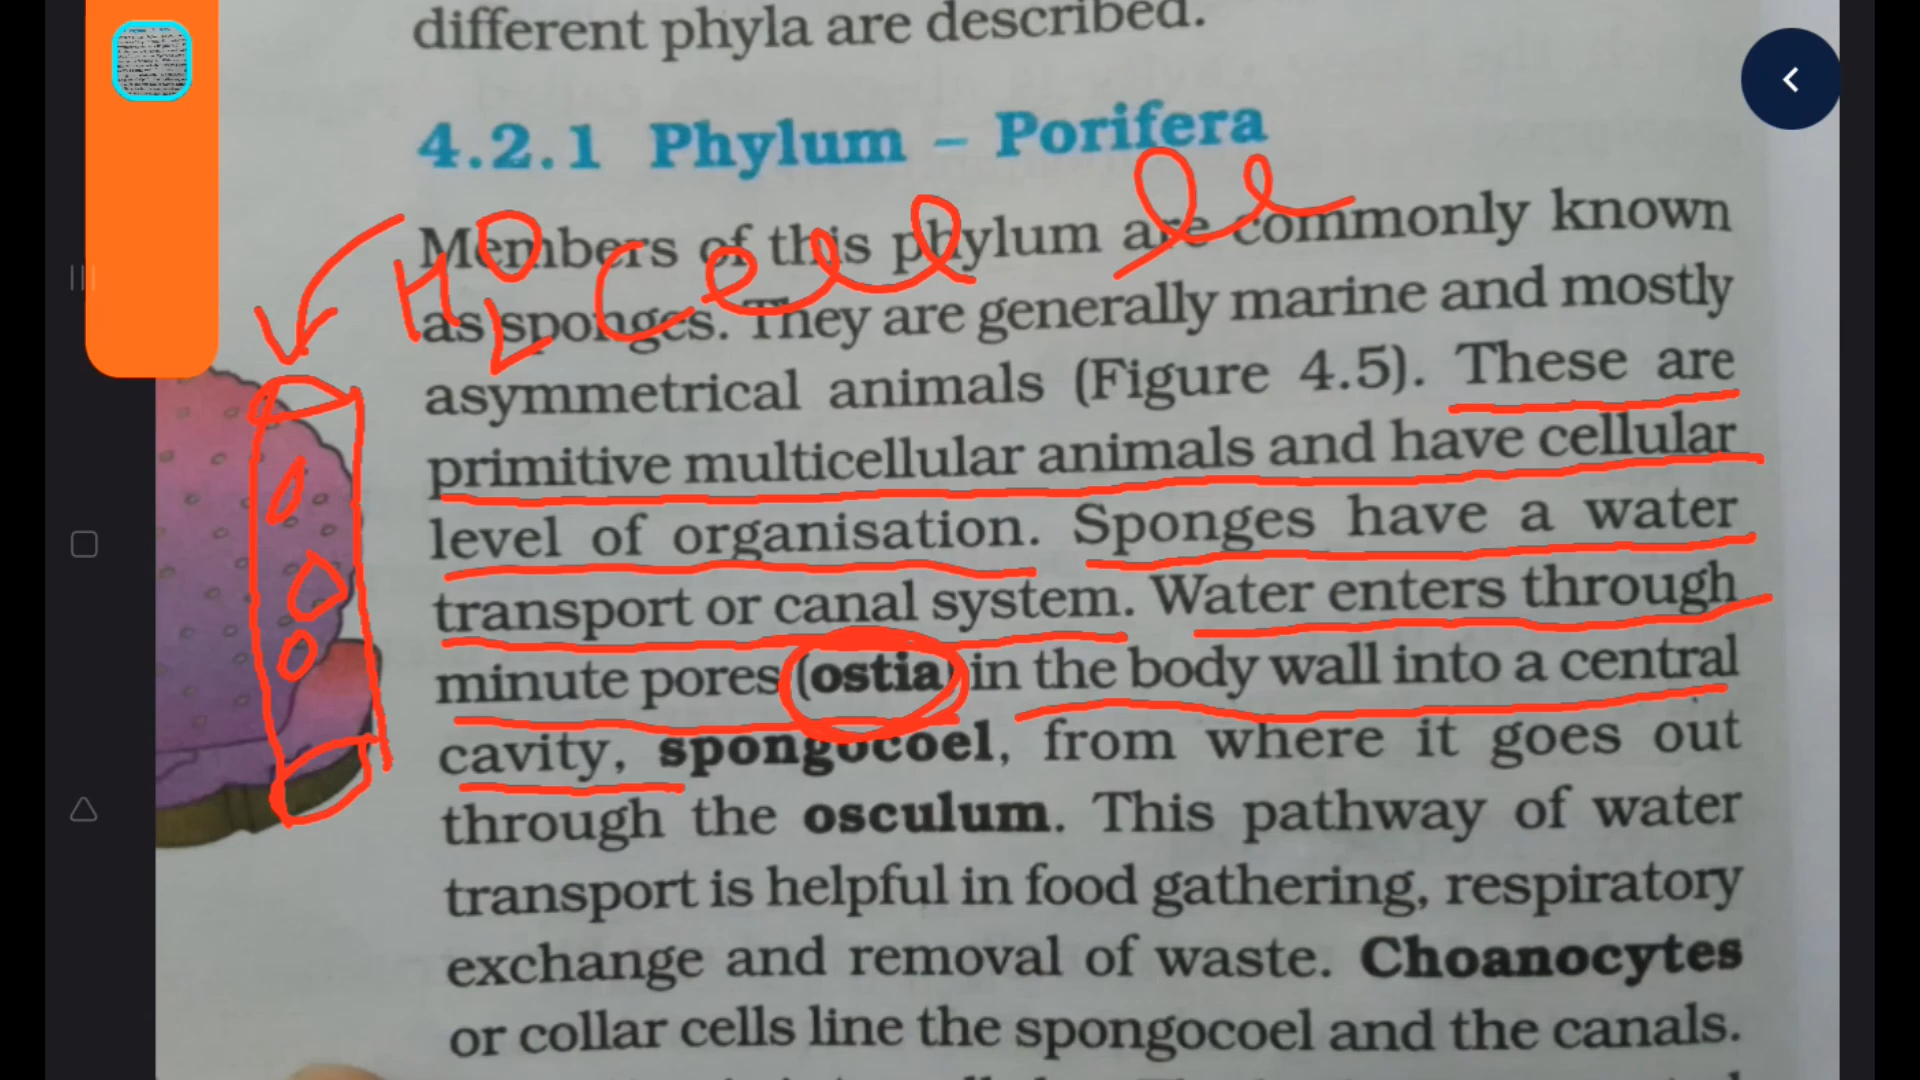 different phyla are described.
4.2.1 Phylum – Porifera
Members of this phylum are commonly known
H2O Cell
as sponges. They are generally marine and mostly
asymmetrical animals (Figure 4.5). These are
primitive multicellular animals and have cellular
level of organisation. Sponges have a water
transport or canal system. Water enters through
minute pores (ostia) in the body wall into a central
cavity, spongocoel, from where it goes out
through the osculum. This pathway of water
transport is helpful in food gathering, respiratory
exchange and removal of waste. Choanocytes
or collar cells line the spongocoel and the canals.